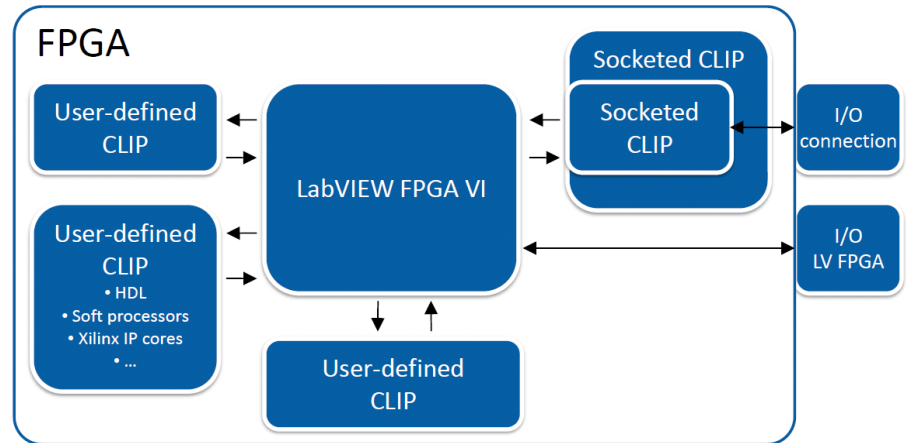 FPGA
User-defined
CLIP
User-defined
CLIP
• HDL
• Soft processors
• Xilinx IP cores
• ...
LabVIEW FPGA VI
User-defined
CLIP
Socketed CLIP
Socketed
CLIP
I/O
connection
I/O
LV FPGA